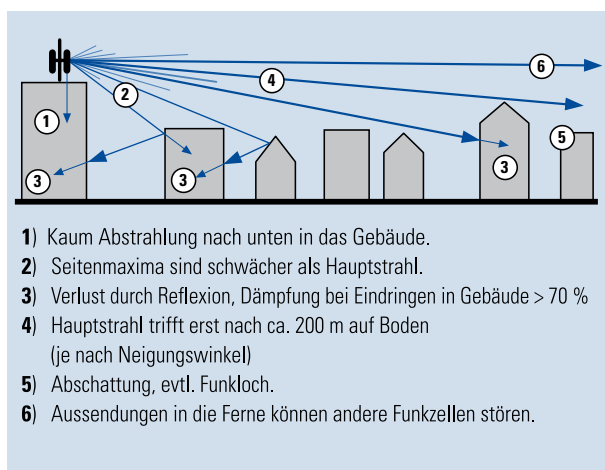 6
4
2
1
5
3
3
3
1) Kaum Abstrahlung nach unten in das Gebäude.
2) Seitenmaxima sind schwächer als Hauptstrahl.
3) Verlust durch Reflexion, Dämpfung bei Eindringen in Gebäude > 70 %
4) Hauptstrahl trifft erst nach ca. 200 m auf Boden
(je nach Neigungswinkel)
5) Abschattung, evtl. Funkloch.
6) Aussendungen in die Ferne können andere Funkzellen stören.